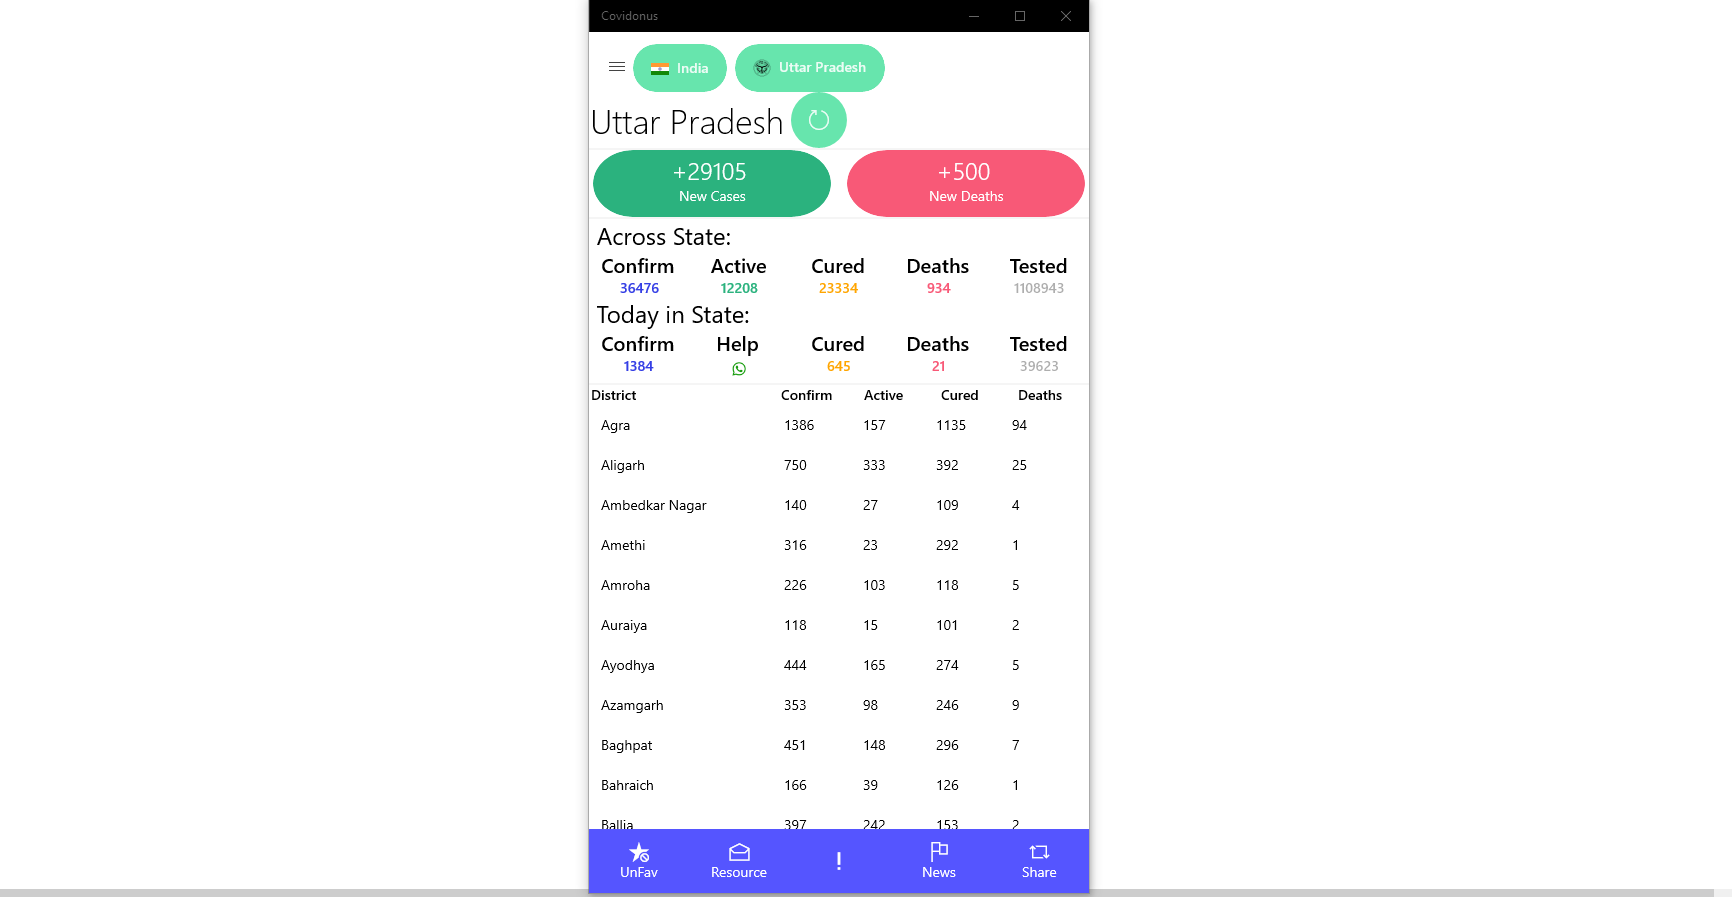 Covidonus
India Uttar Pradesh
Uttar Pradesh
+29105 +500
New Cases New Deaths
Across State:
Confirm Active Cured Deaths Tested
36476 12208 23334 934 1108943
Today in State:
Confirm Help Cured Deaths Tested
1384 645 21 39623
District Confirm Active Cured Deaths
Agra 1386 157 1135 94
Aligarh 750 333 392 25
Ambedkar Nagar 140 27 109 4
Amethi 316 23 292 1
Amroha 226 103 118 5
Auraiya 118 15 101 2
Ayodhya 444 165 274 5
Azamgarh 353 98 246 9
Baghpat 451 148 296 7
Bahraich 166 39 126 1
Ballia 397 242 153 2
!
UnFav Resource News Share